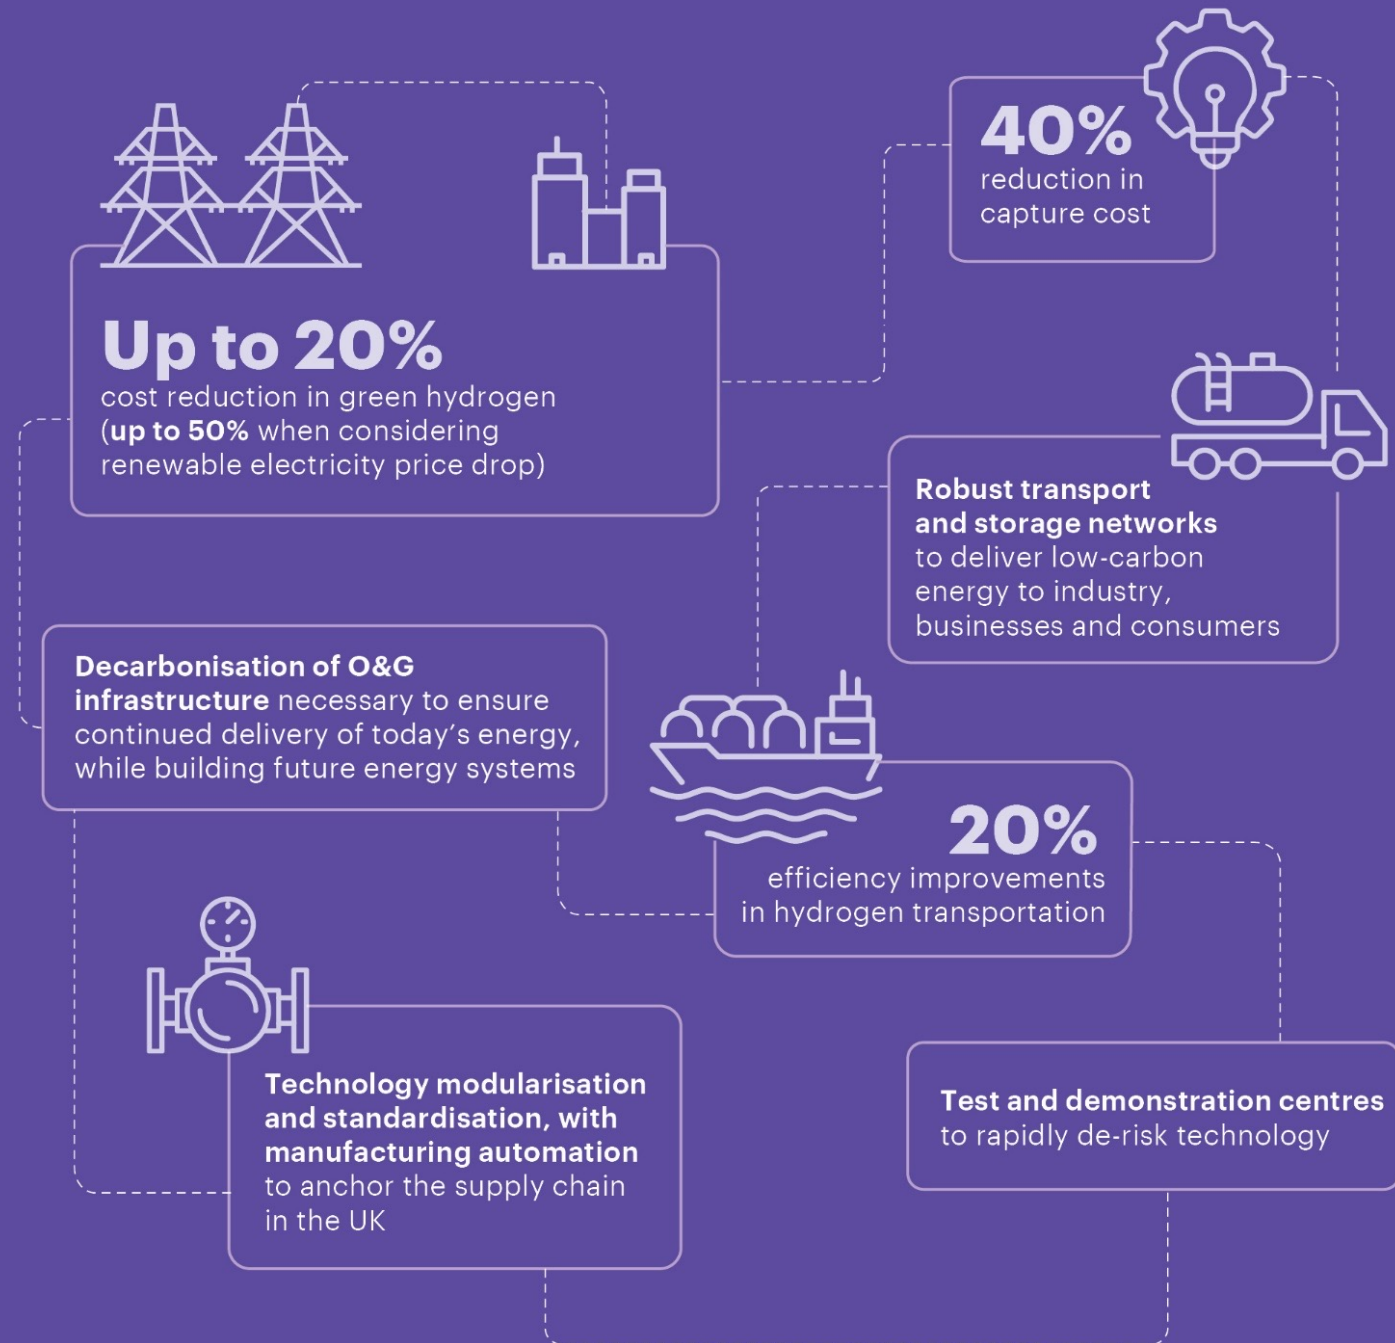 40%
reduction in
capture cost
Up to 20%
cost reduction in green hydrogen
(up to 50% when considering
renewable electricity price drop)
Robust transport
and storage networks
to deliver low-carbon
energy to industry,
businesses and consumers
Decarbonisation of O&G
infrastructure necessary to ensure
continued delivery of today’s energy,
while building future energy systems
20%
efficiency improvements
in hydrogen transportation
Technology modularisation
and standardisation, with
manufacturing automation
to anchor the supply chain
in the UK
Test and demonstration centres
to rapidly de-risk technology